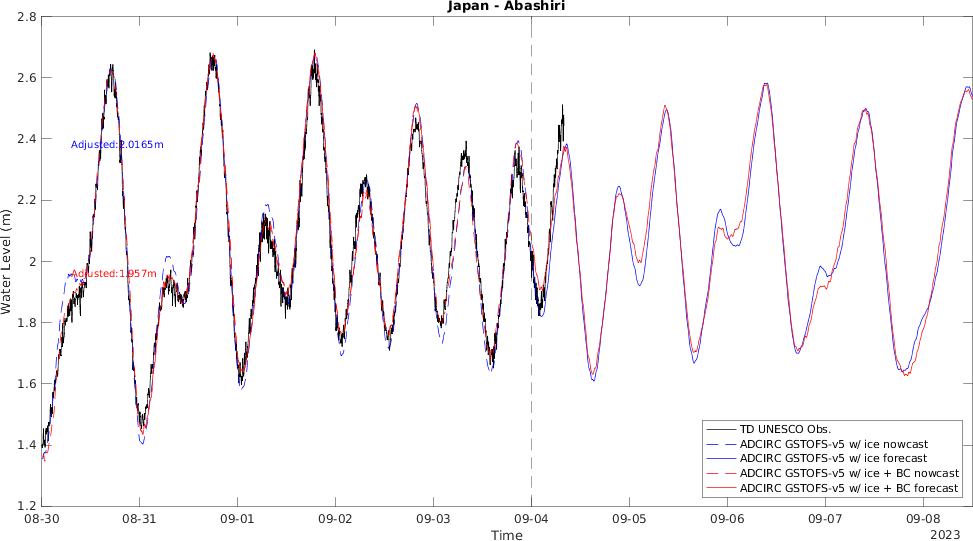 Japan - Abashiri
Water Level (m)
2.8
2.6
2.4
2.2
2
1.8
1.6
1.4
1.2
Adjusted:2.0165m
Adjusted:1.957m
TD UNESCO Obs.
ADCIRC GSTOFS-v5 w/ ice nowcast
ADCIRC GSTOFS-v5 w/ ice forecast
ADCIRC GSTOFS-v5 w/ ice + BC nowcast
ADCIRC GSTOFS-v5 w/ ice + BC forecast
08-30 08-31 09-01 09-02 09-03 09-04 09-05 09-06 09-07 09-08
Time
2023